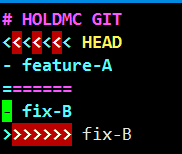 # HOLDMC GIT
<<<<<<< HEAD
- feature-A
=======
- fix-B
>>>>>>> fix-B